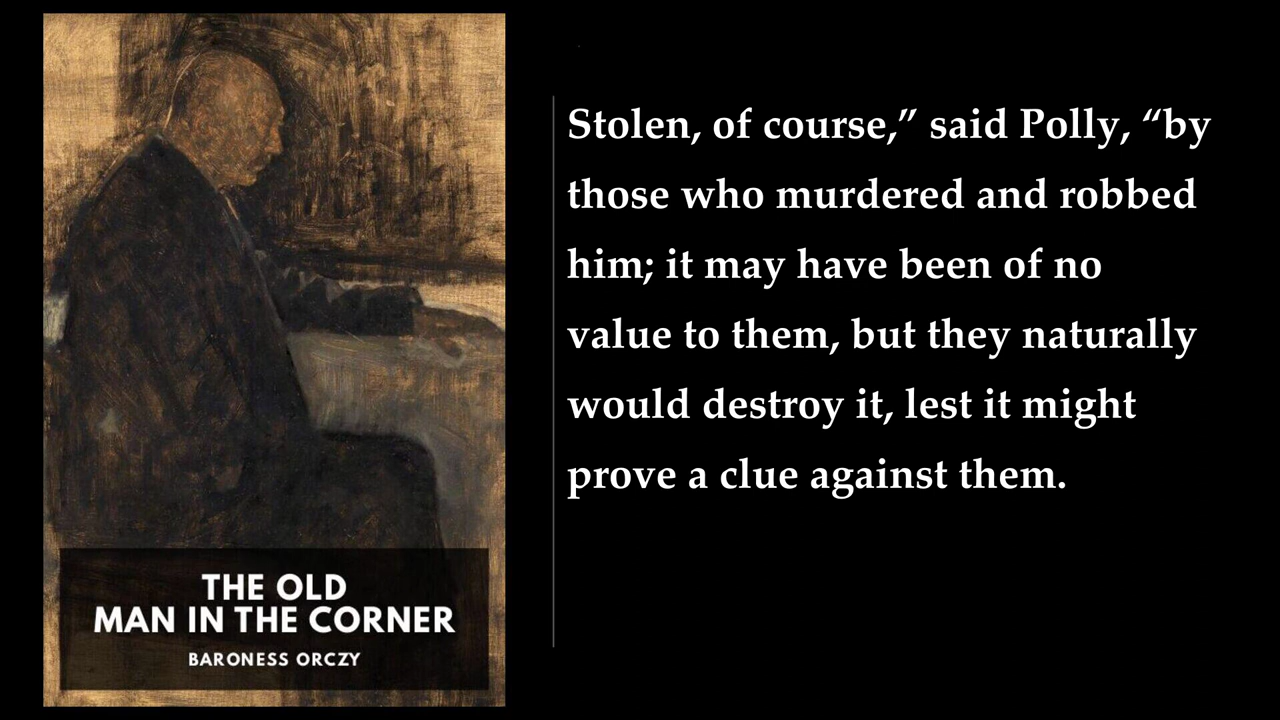 THE OLD
MAN IN THE CORNER
BARONESS ORCZY
Stolen, of course,” said Polly, “by
those who murdered and robbed
him; it may have been of no
value to them, but they naturally
would destroy it, lest it might
prove a clue against them.